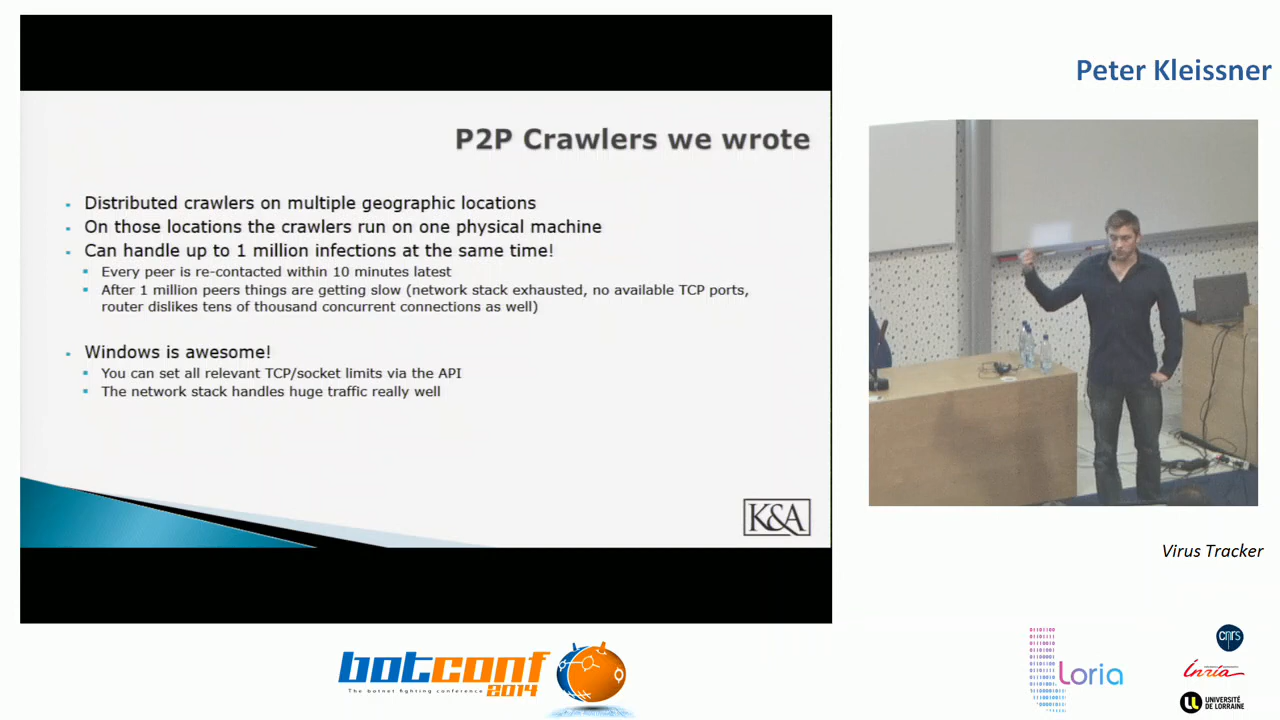 Peter Kleissner
P2P Crawlers we wrote
Distributed crawlers on multiple geographic locations
On those locations the crawlers run on one physical machine
Can handle up to 1 million infections at the same time!
Every peer is re-contacted within 10 minutes latest
After 1 million peers things are getting slow (network stack exhausted, no available TCP ports,
router dislikes tens of thousand concurrent connections as well)
Windows is awesome!
You can set all relevant TCP/socket limits via the API
The network stack handles huge traffic really well
K&A
Virus Tracker
botconf
The botnet fighting conference
2014
Loria
cnrs
Inria
UNIVERSITÉ
DE LORRAINE